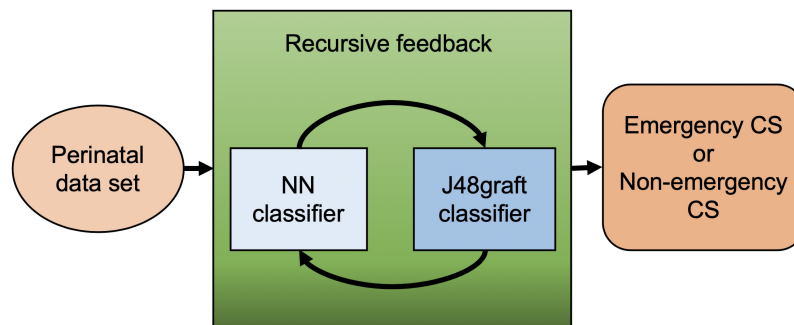 Recursive feedback
Perinatal
data set
NN
classifier
J48graft
classifier
Emergency CS
or
Non-emergency
CS